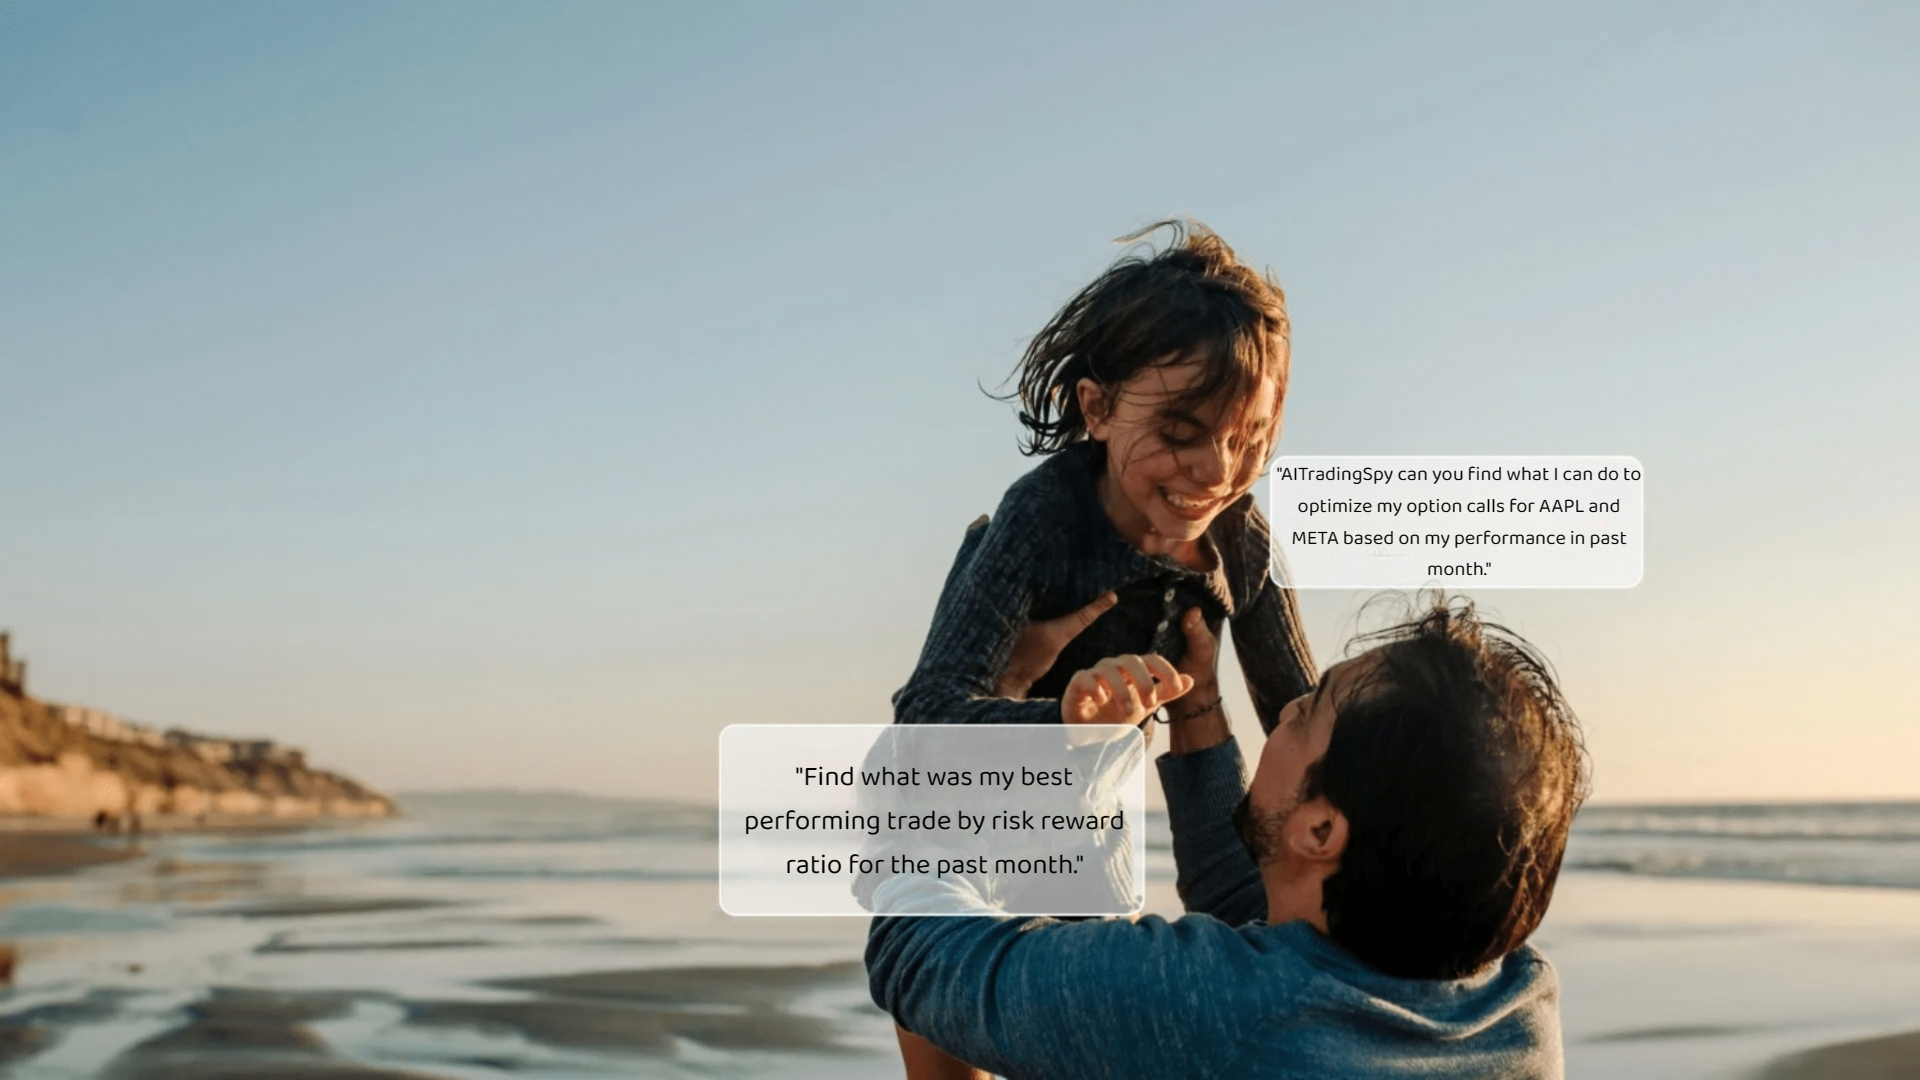 "AITradingSpy can you find what I can do to
optimize my option calls for AAPL and
META based on my performance in past
month."
"Find what was my best
performing trade by risk reward
ratio for the past month."